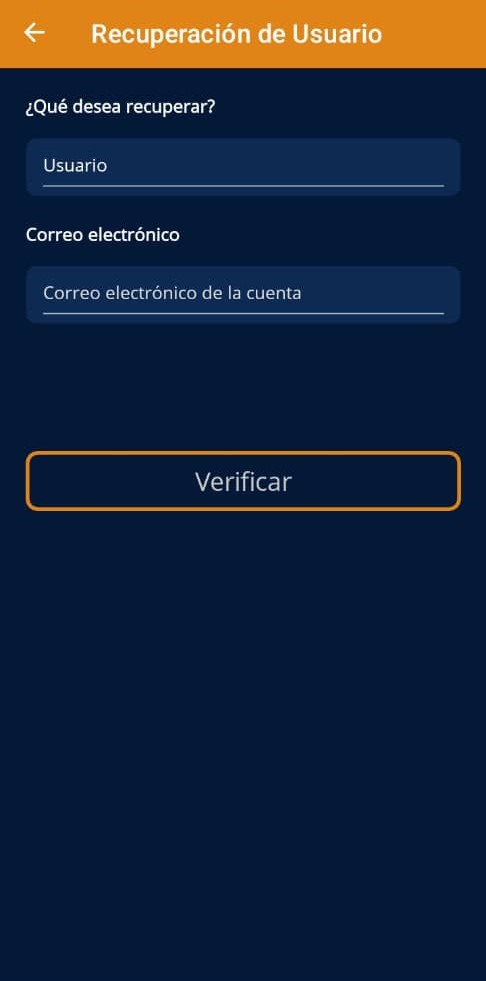 Recuperación de Usuario
¿Qué desea recuperar?
Usuario
Correo electrónico
Correo electrónico de la cuenta
Verificar